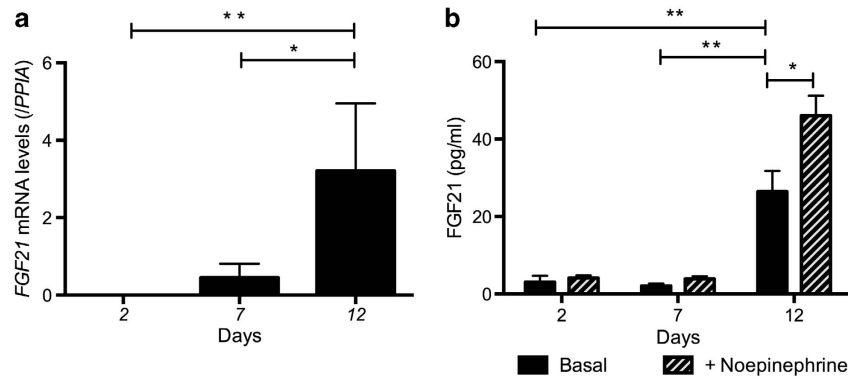 a
* *
*
6
4
2
0
FGF21 mRNA levels (/PPIA)
2 7 12
Days
b
**
**
*
60
40
20
0
FGF21 (pg/ml)
2 7 12
Days
Basal + Noepinephrine